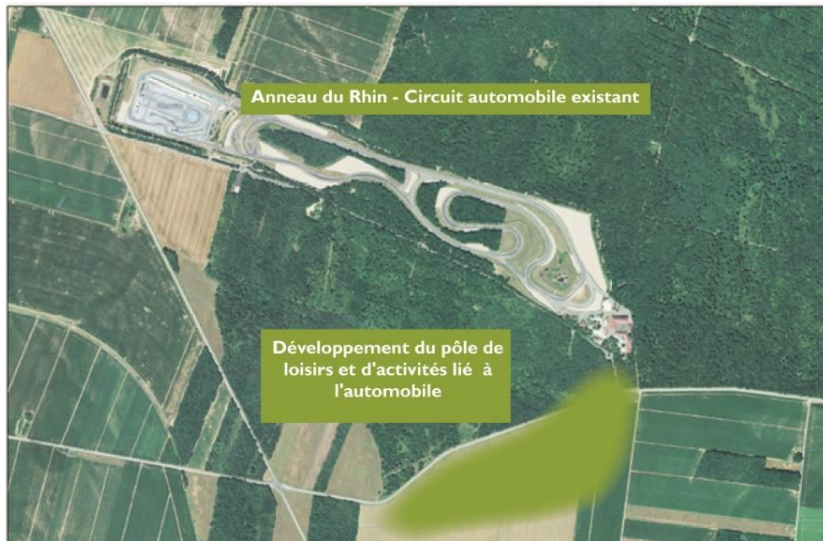 Anneau du Rhin - Circuit automobile existant
Développement du pôle de
loisirs et d'activités lié à
l'automobile